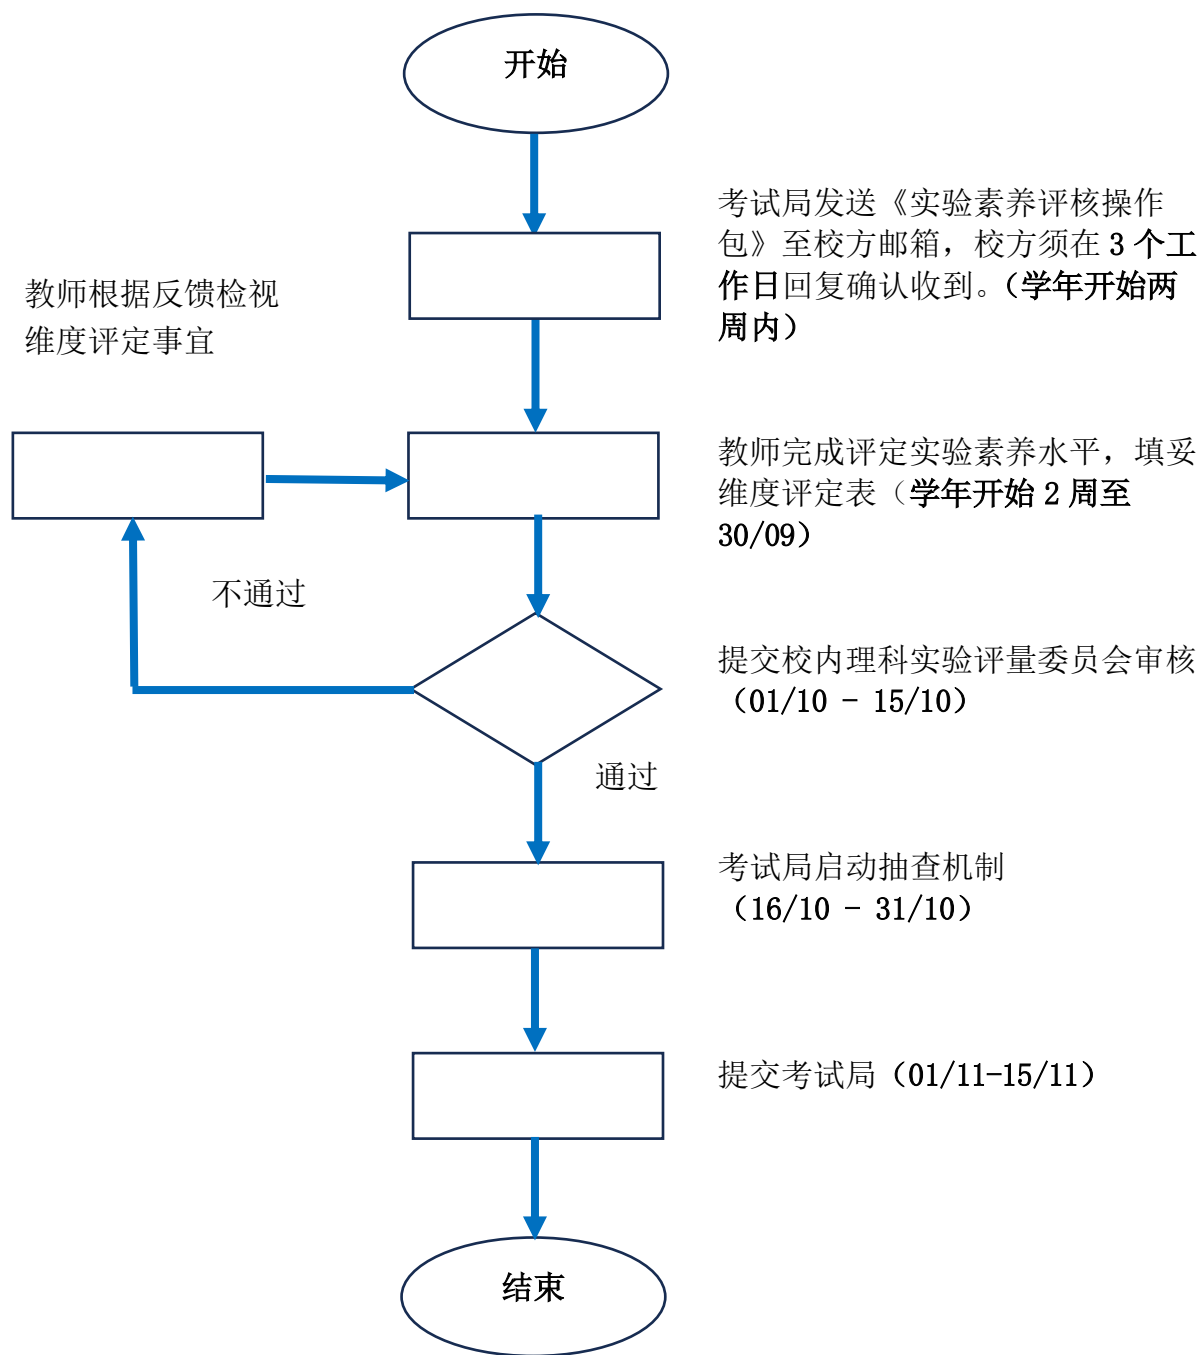 开始
考试局发送《实验素养评核操作
包》至校方邮箱，校方须在 3 个工
作日回复确认收到。（学年开始两
周内）
教师根据反馈检视
维度评定事宜
教师完成评定实验素养水平，填妥
维度评定表（学年开始 2 周至
30/09）
不通过
提交校内理科实验评量委员会审核
（01/10 - 15/10）
通过
考试局启动抽查机制
（16/10 - 31/10）
提交考试局（01/11-15/11）
结束